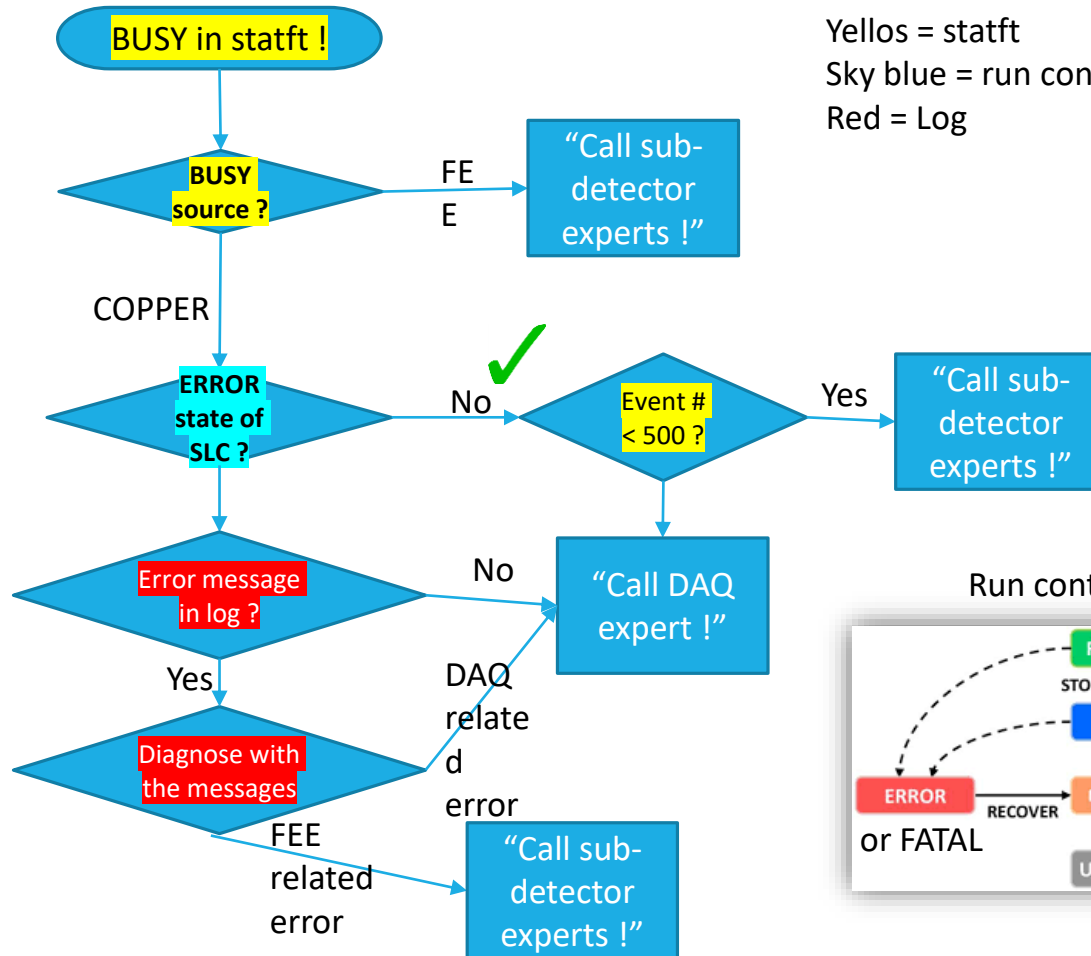 BUSY in statft !
Yellos = statft
Sky blue = run con
Red = Log
BUSY
source ?
FE
E
“Call sub-
detector
experts !”
COPPER
ERROR
state of
SLC ?
No
Event #
< 500 ?
Yes
“Call sub-
detector
experts !”
Error message
in log ?
No
“Call DAQ
expert !”
Yes
DAQ
relate
d
error
Diagnose with
the messages
FEE
related
error
“Call sub-
detector
experts !”
Run cont
STO
ERROR
RECOVER
or FATAL
U